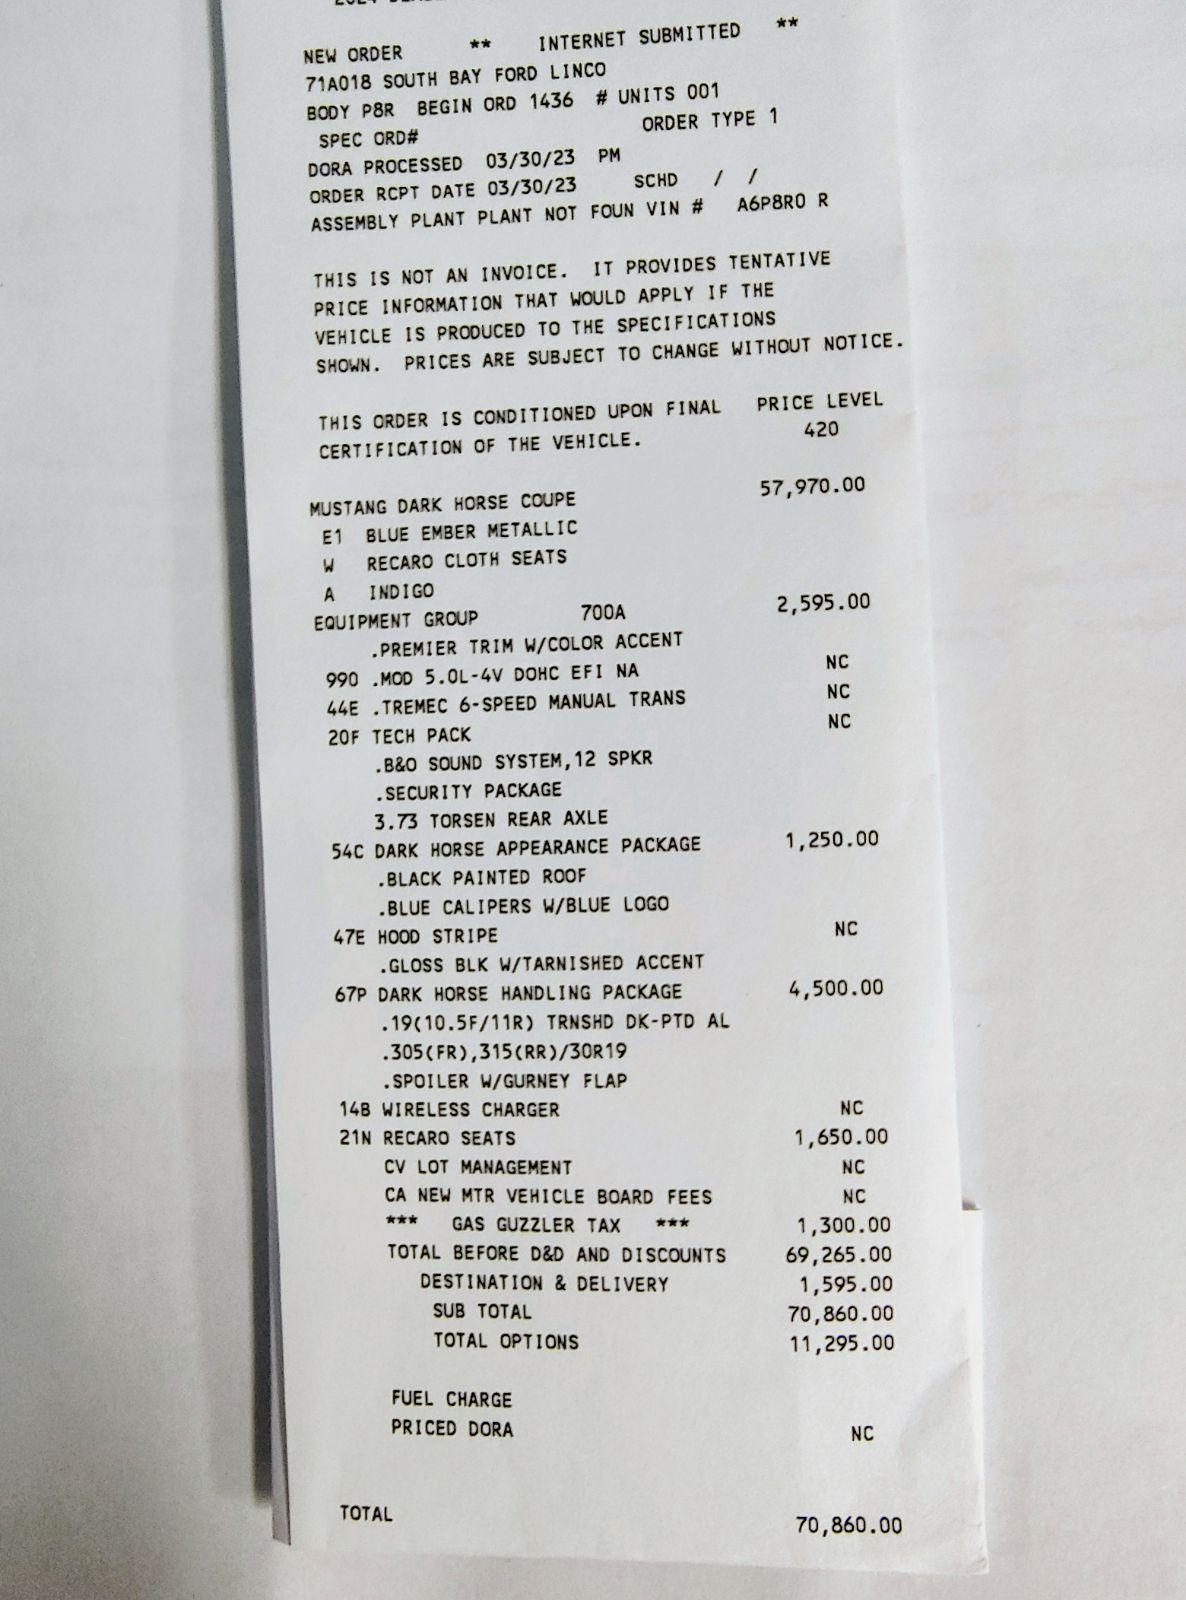 NEW ORDER ** INTERNET SUBMITTED **
71A018 SOUTH BAY FORD LINCO
BODY P8R BEGIN ORD 1436 # UNITS 001
SPEC ORD# ORDER TYPE 1
DORA PROCESSED 03/30/23 PM
ORDER RCPT DATE 03/30/23 SCHD / /
ASSEMBLY PLANT PLANT NOT FOUN VIN # A6P8R0 R
THIS IS NOT AN INVOICE. IT PROVIDES TENTATIVE
PRICE INFORMATION THAT WOULD APPLY IF THE
VEHICLE IS PRODUCED TO THE SPECIFICATIONS
SHOWN. PRICES ARE SUBJECT TO CHANGE WITHOUT NOTICE.
THIS ORDER IS CONDITIONED UPON FINAL PRICE LEVEL
CERTIFICATION OF THE VEHICLE. 420
MUSTANG DARK HORSE COUPE 57,970.00
E1 BLUE EMBER METALLIC
W RECARO CLOTH SEATS
A INDIGO
EQUIPMENT GROUP 700A 2,595.00
.PREMIER TRIM W/COLOR ACCENT
990 .MOD 5.0L-4V DOHC EFI NA NC
44E .TREMEC 6-SPEED MANUAL TRANS NC
20F TECH PACK NC
.B&O SOUND SYSTEM,12 SPKR
.SECURITY PACKAGE
3.73 TORSEN REAR AXLE
54C DARK HORSE APPEARANCE PACKAGE 1,250.00
.BLACK PAINTED ROOF
.BLUE CALIPERS W/BLUE LOGO
47E HOOD STRIPE NC
.GLOSS BLK W/TARNISHED ACCENT
67P DARK HORSE HANDLING PACKAGE 4,500.00
.19(10.5F/11R) TRNSHD DK-PTD AL
.305(FR),315(RR)/30R19
.SPOILER W/GURNEY FLAP
14B WIRELESS CHARGER NC
21N RECARO SEATS 1,650.00
CV LOT MANAGEMENT NC
CA NEW MTR VEHICLE BOARD FEES NC
*** GAS GUZZLER TAX *** 1,300.00
TOTAL BEFORE D&D AND DISCOUNTS 69,265.00
DESTINATION & DELIVERY 1,595.00
SUB TOTAL 70,860.00
TOTAL OPTIONS 11,295.00
FUEL CHARGE
PRICED DORA NC
TOTAL 70,860.00